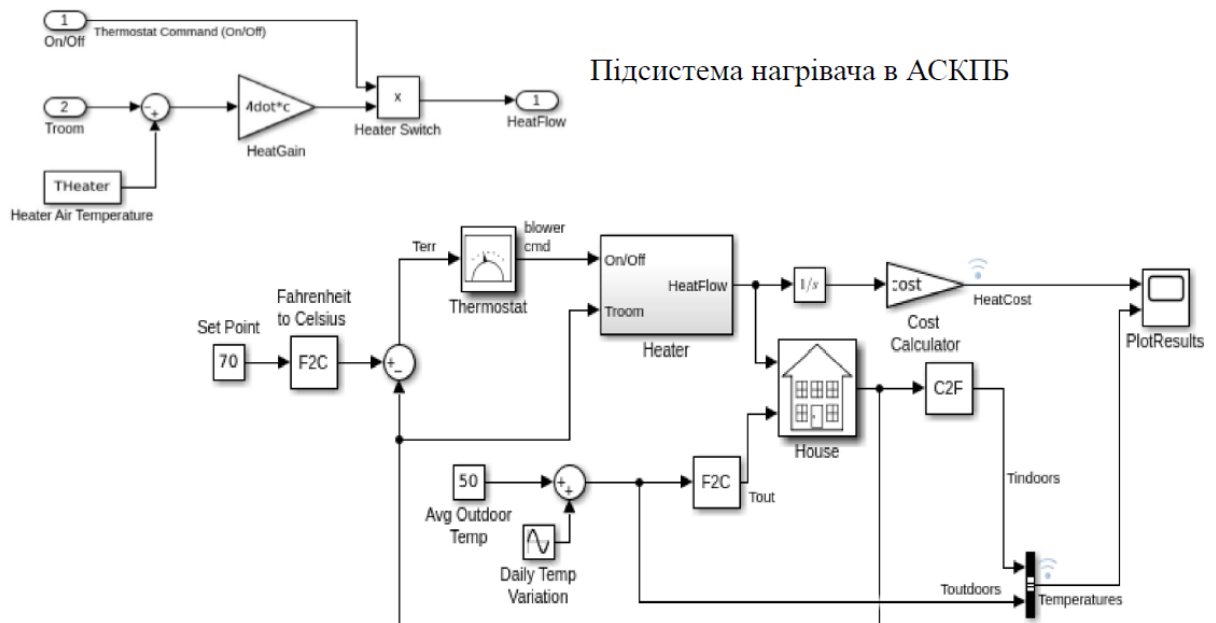 1
On/Off
Thermostat Command (On/Off)
Підсистема нагрівача в АСКПБ
2
Troom
-
+
4dot*c
HeatGain
x
Heater Switch
1
HeatFlow
THeater
Heater Air Temperature
Terr
blower
cmd
Thermostat
On/Off
HeatFlow
Troom
Heater
1/s
cost
HeatCost
Cost
Calculator
PlotResults
Fahrenheit
to Celsius
Set Point
70
F2C
+
-
House
C2F
Tindoors
50
Avg Outdoor
Temp
+
+
Daily Temp
Variation
F2C
Tout
Toutdoors
Temperatures